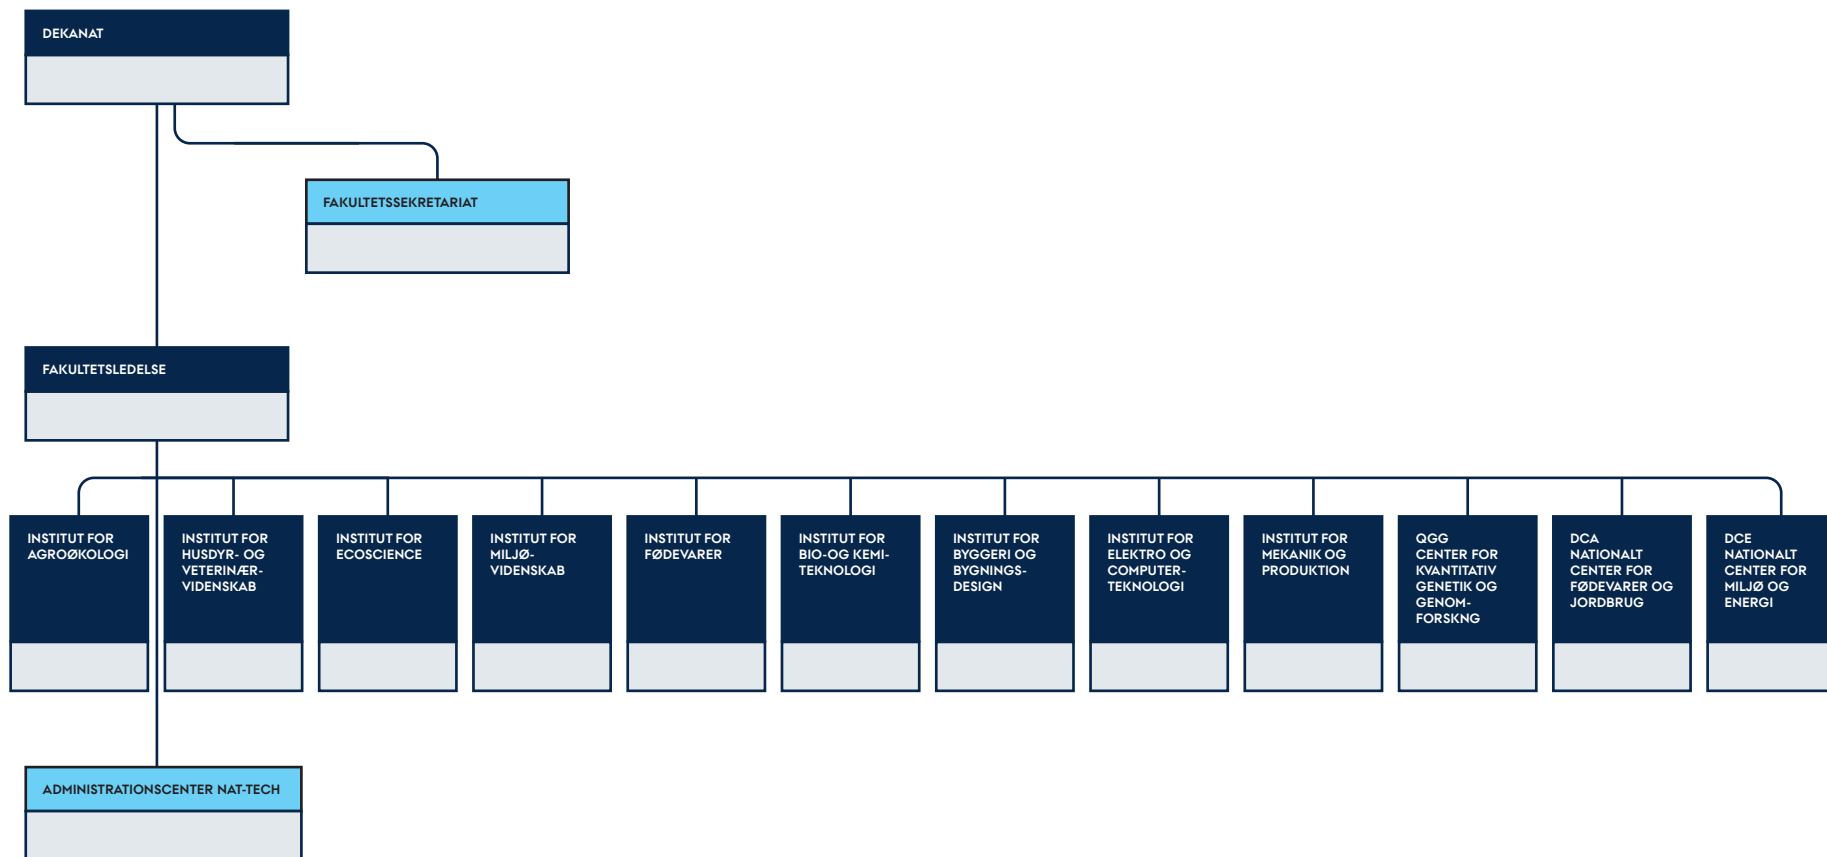 DEKANAT
FAKULTETSSEKRETARIAT
FAKULTETSLEDELSE
INSTITUT FOR
AGROØKOLOGI
INSTITUT FOR
HUSDYR- OG
VETERINÆR-
VIDENSKAB
INSTITUT FOR
ECOSCIENCE
INSTITUT FOR
MILJØ-
VIDENSKAB
INSTITUT FOR
FØDEVARER
INSTITUT FOR
BIO-OG KEMI-
TEKNOLOGI
INSTITUT FOR
BYGGERI OG
BYGNINGS-
DESIGN
INSTITUT FOR
ELEKTRO OG
COMPUTER-
TEKNOLOGI
INSTITUT FOR
MEKANIK OG
PRODUKTION
QGG
CENTER FOR
KVANTITATIV
GENETIK OG
GENOM-
FORSKNG
DCA
NATIONALT
CENTER FOR
FØDEVARER OG
JORDBRUG
DCE
NATIONALT
CENTER FOR
MILJØ OG
ENERGI
ADMINISTRATIONSCENTER NAT-TECH